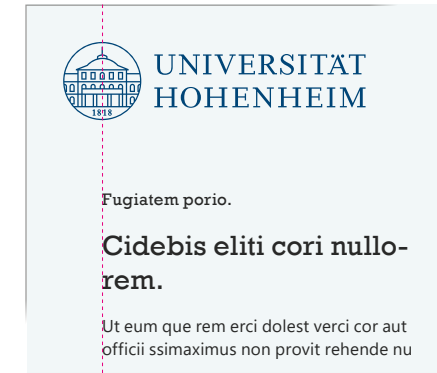 UNIVERSITÄT
HOHENHEIM
1818
Fugiatem porio.
Cidebis eliti cori nullo-
rem.
Ut eum que rem erci dolest verci cor aut
officii ssimaximus non provit rehende nu